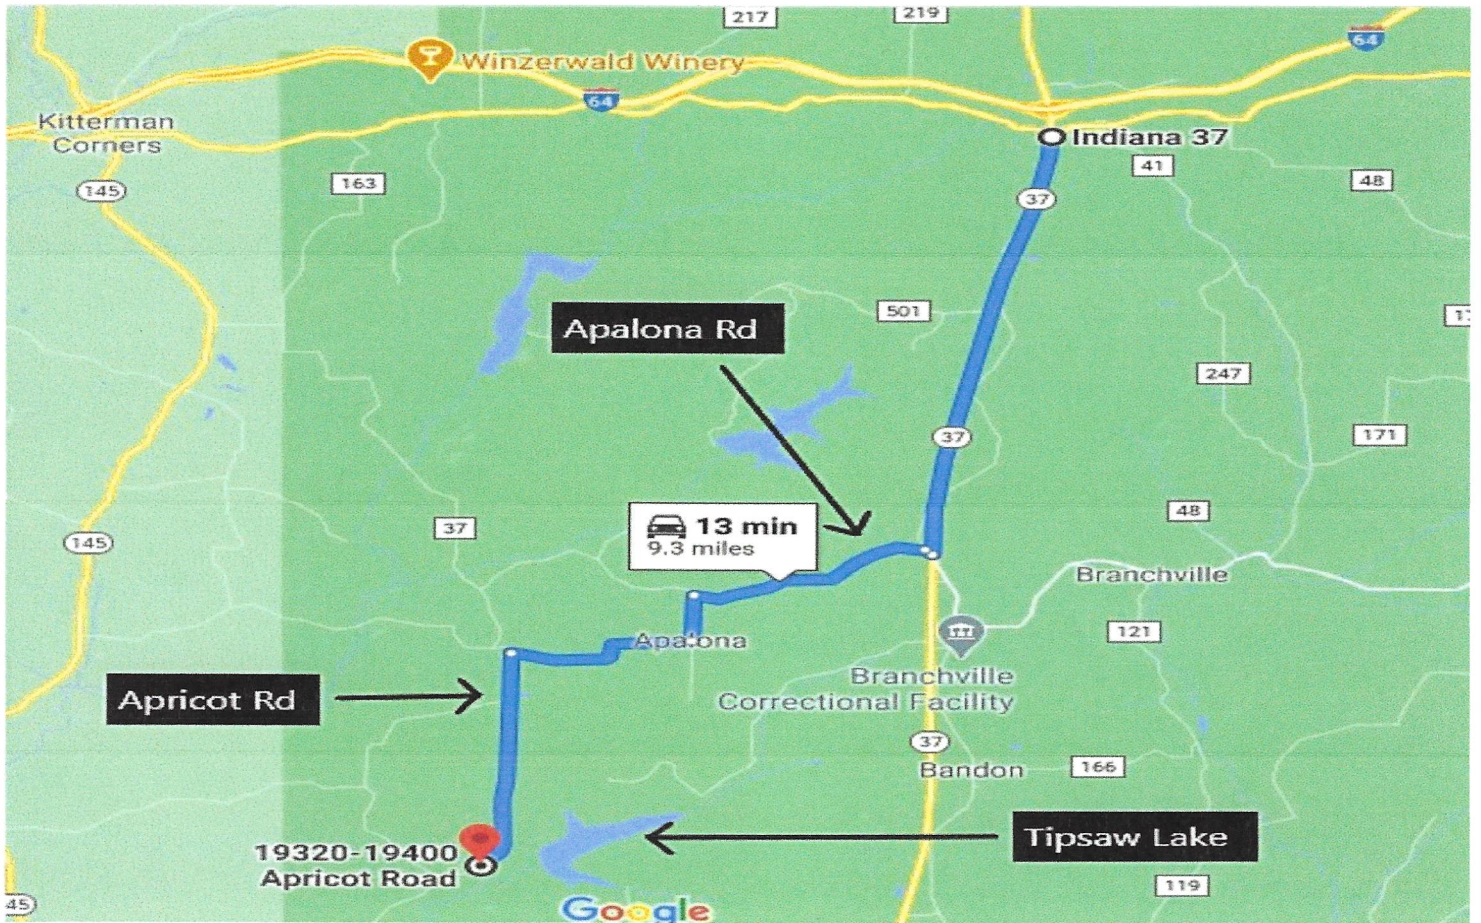 217
219
64
Winzerwald Winery
64
Kitterman
Corners
Indiana 37
41
145
163
48
37
Apalona Rd
501
247
37
171
13 min
9.3 miles
37
48
145
Branchville
121
Apalona
Branchville
Correctional Facility
Apricot Rd
37
Bandon
166
Tipsaw Lake
19320-19400
Apricot Road
119
45
Google